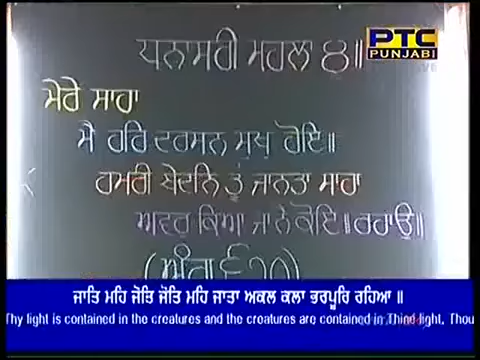 PTC
PUNJABI
ਧਨਾਸਰੀ ਮਹਲਾ ੪॥
ਮੇਰੇ ਸਾਹਾ
ਮੈ ਹਰਿ ਦਰਸਨ ਸੁਖੁ ਹੋਇ॥
ਹਮਰੀ ਬੇਦਨਿ ਤੂੰ ਜਾਨਤਾ ਸਾਹਾ
ਅਵਰੁ ਕਿਆ ਜਾਨੈ ਕੋਇ॥ਰਹਾਉ॥
(ਅੰਗ ੬੭੦)
ਜਾਤਿ ਮਹਿ ਜੋਤਿ ਜੋਤਿ ਮਹਿ ਜਾਤਾ ਅਕਲ ਕਲਾ ਭਰਪੂਰਿ ਰਹਿਆ ॥
Thy light is contained in the creatures and the creatures are contained in Thine light, Thou